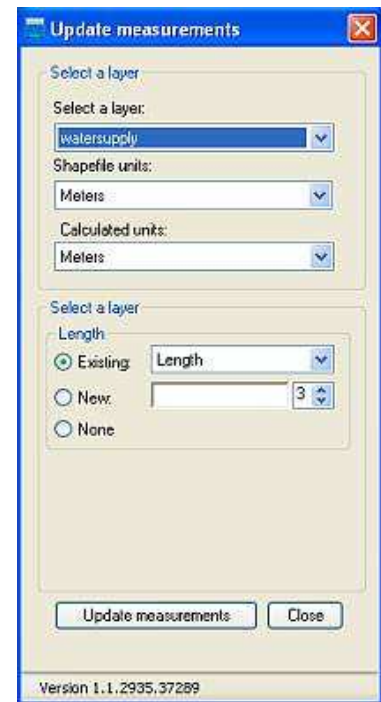 Update measurements
Select a layer
Select a layer:
watersupply
Shapefile units:
Meters
Calculated units:
Meters
Select a layer
Length
Existing: Length
New: 3
None
Update measurements Close
Version 1.1.2935.37289